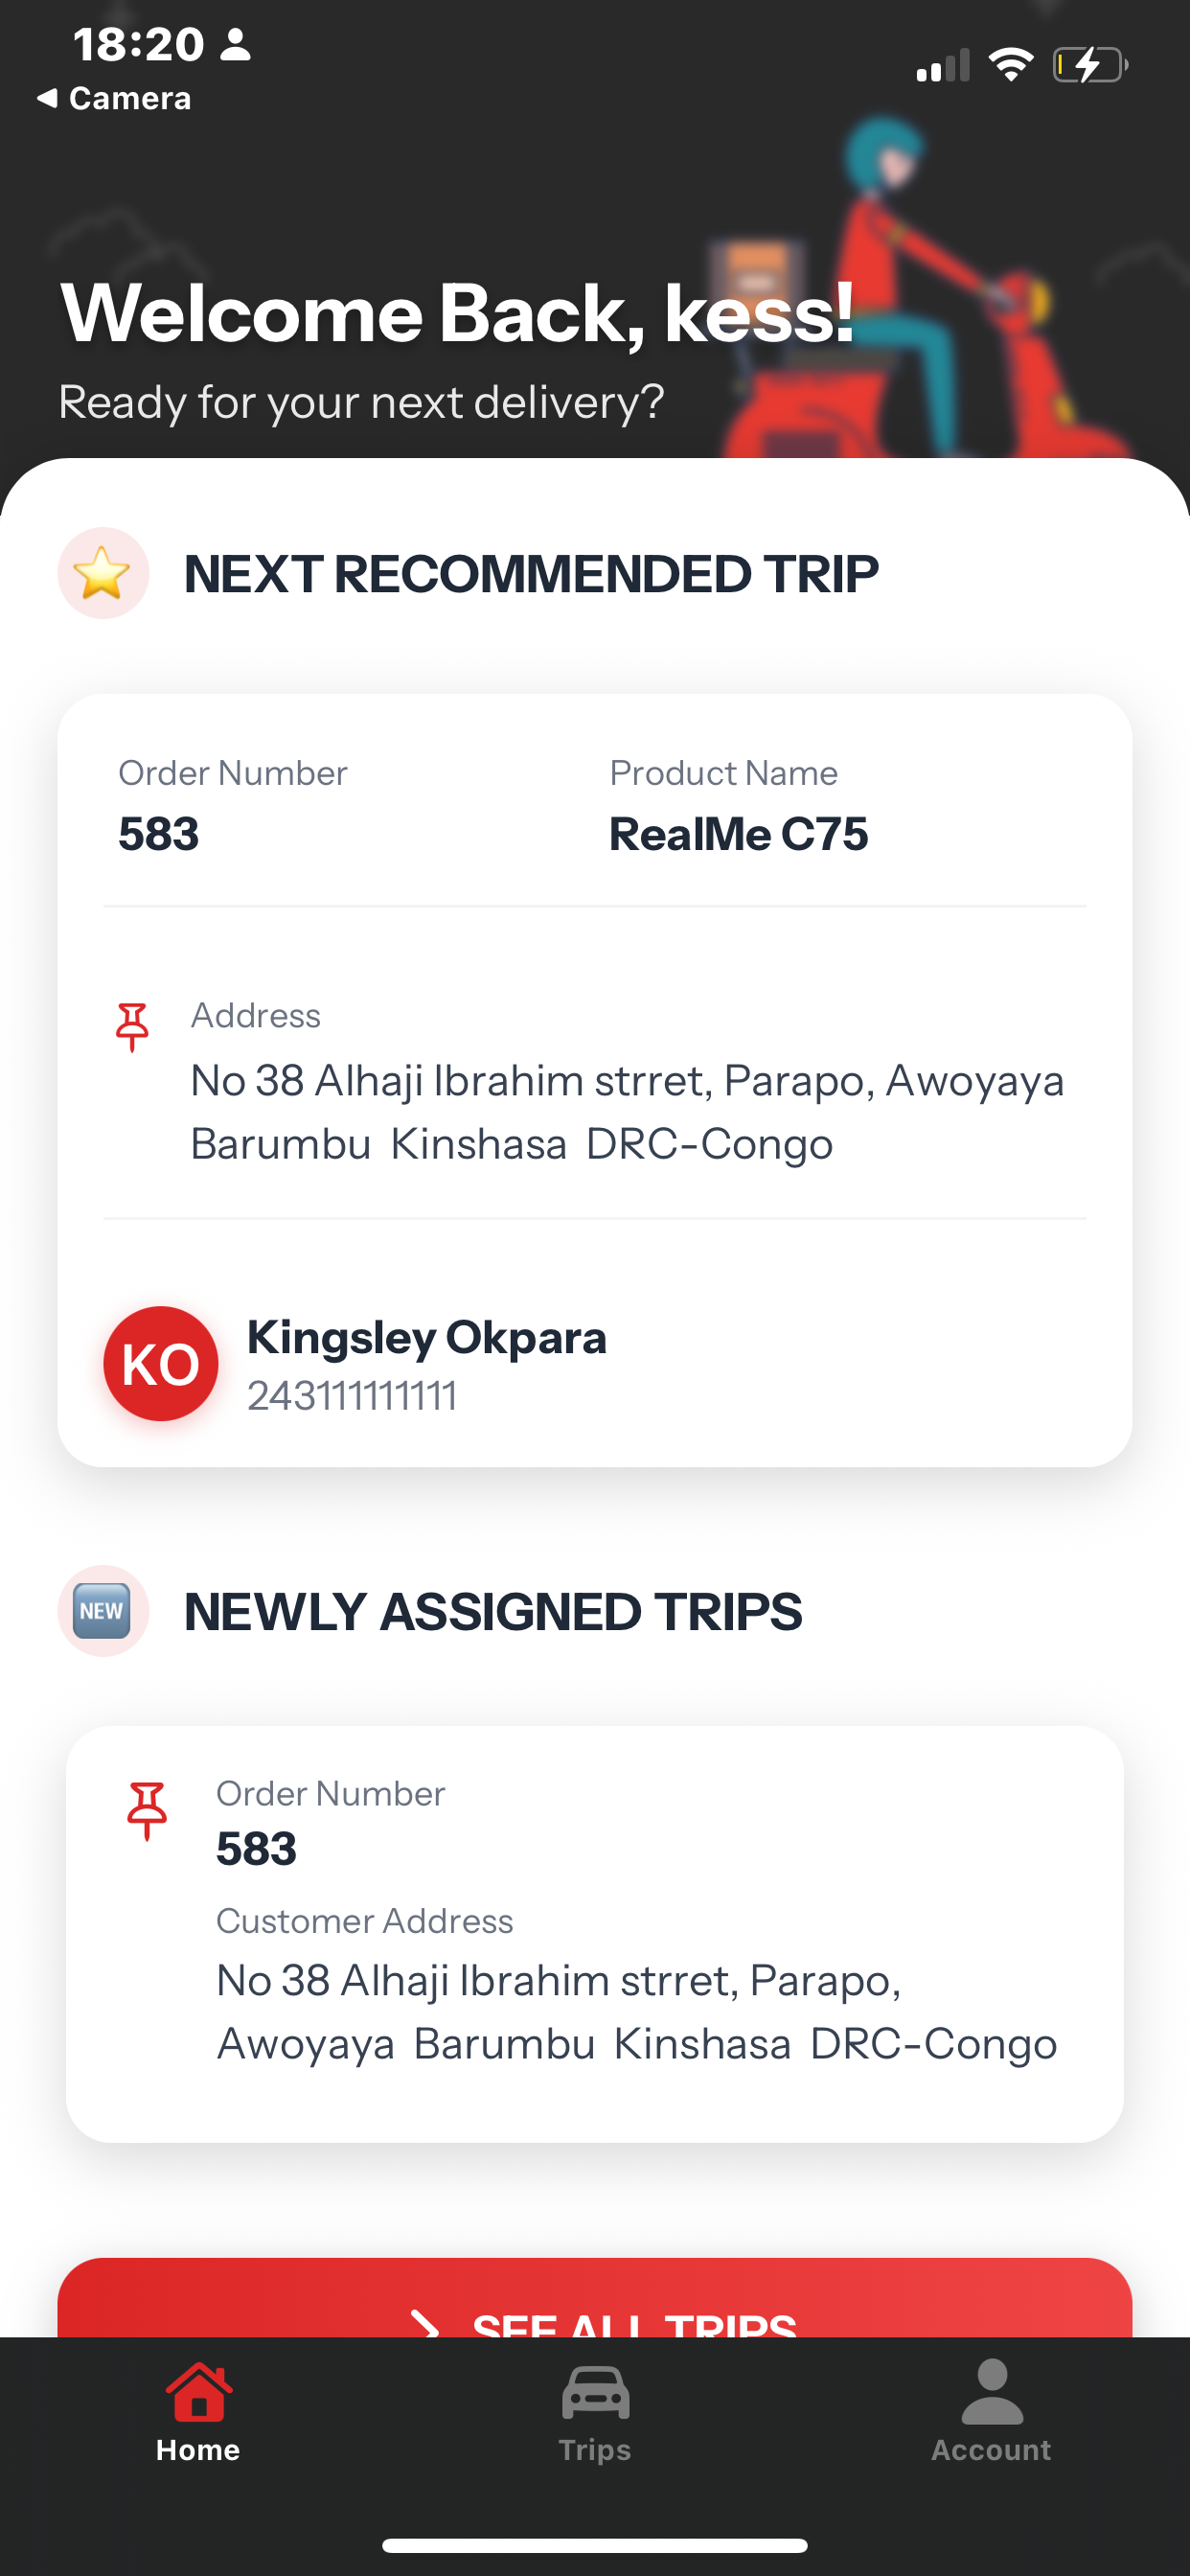 18:20
Camera
Welcome Back, kess!
Ready for your next delivery?
NEXT RECOMMENDED TRIP
Order Number
583
Product Name
RealMe C75
Address
No 38 Alhaji Ibrahim strret, Parapo, Awoyaya
Barumbu Kinshasa DRC-Congo
KO
Kingsley Okpara
243111111111
NEW
NEWLY ASSIGNED TRIPS
Order Number
583
Customer Address
No 38 Alhaji Ibrahim strret, Parapo,
Awoyaya Barumbu Kinshasa DRC-Congo
SEE ALL TRIPS
Home
Trips
Account